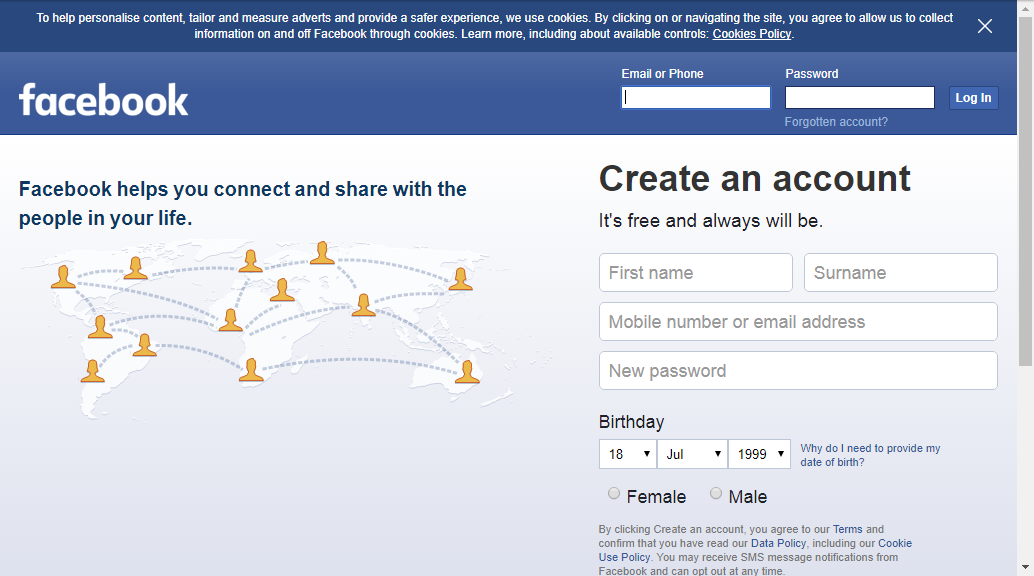 To help personalise content, tailor and measure adverts and provide a safer experience, we use cookies. By clicking on or navigating the site, you agree to allow us to collect
information on and off Facebook through cookies. Learn more, including about available controls: Cookies Policy.
facebook
Email or Phone
Password
Log In
Forgotten account?
Facebook helps you connect and share with the
people in your life.
Create an account
It's free and always will be.
First name
Surname
Mobile number or email address
New password
Birthday
18
Jul
1999
Why do I need to provide my
date of birth?
Female
Male
By clicking Create an account, you agree to our Terms and
confirm that you have read our Data Policy, including our Cookie
Use Policy. You may receive SMS message notifications from
Facebook and can opt out at any time.